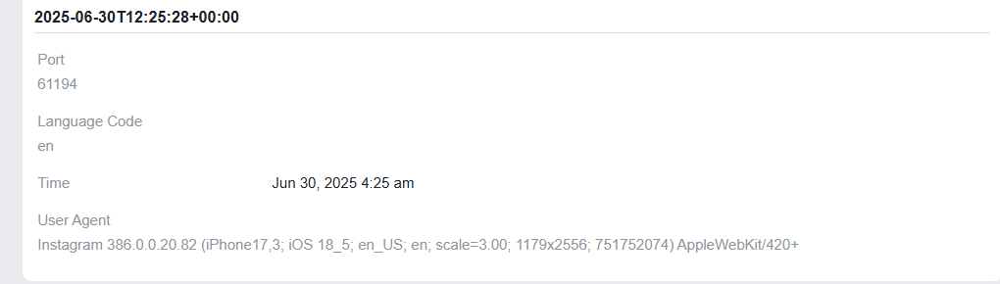 2025-06-30T12:25:28+00:00
Port
61194
Language Code
en
Time Jun 30, 2025 4:25 am
User Agent
Instagram 386.0.0.20.82 (iPhone17,3; iOS 18_5; en_US; en; scale=3.00; 1179x2556; 751752074) AppleWebKit/420+